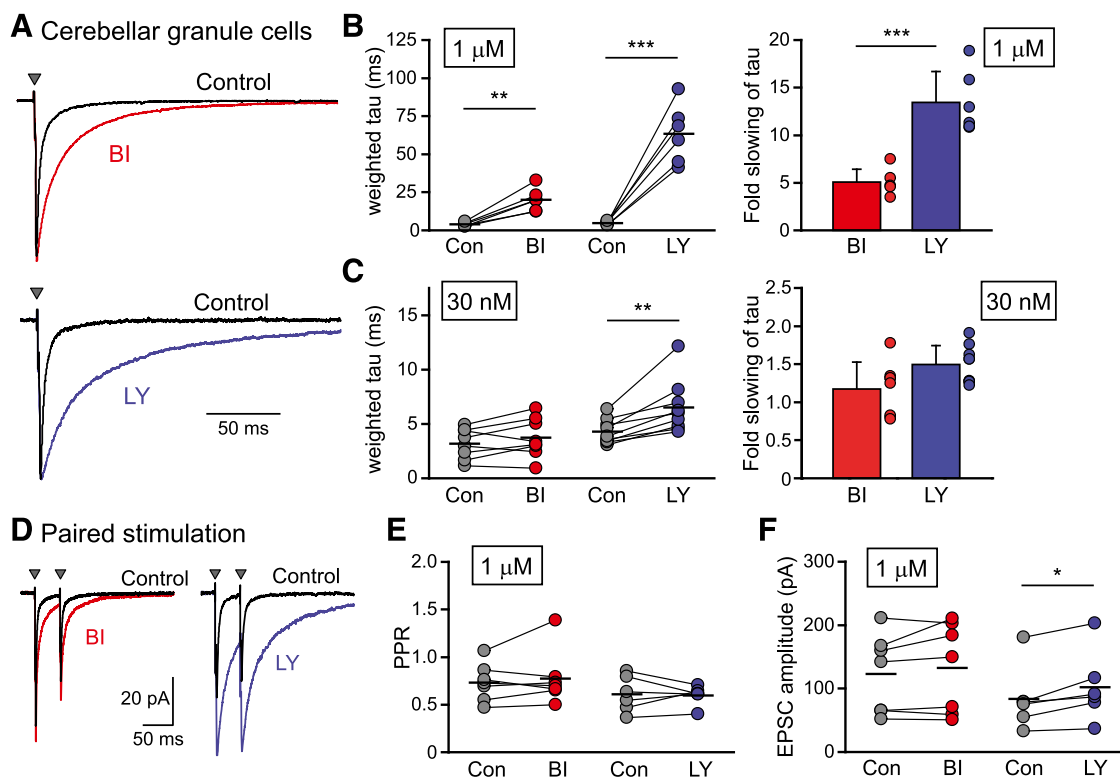 A Cerebellar granule cells
Control
BI
Control
LY
50 ms
B
1 μM
weighted tau (ms)
125
100
75
50
25
0
**
***
Con
BI
Con
LY
Fold slowing of tau
20
15
10
5
0
***
1 μM
BI
LY
C
30 nM
weighted tau (ms)
15
10
5
0
**
Con
BI
Con
LY
Fold slowing of tau
2.5
2.0
1.5
1.0
0.5
0
30 nM
BI
LY
D Paired stimulation
Control
BI
Control
LY
20 pA
50 ms
E
1 μM
PPR
2.0
1.5
1.0
0.5
0
Con
BI
Con
LY
F
1 μM
EPSC amplitude (pA)
300
200
100
0
*
Con
BI
Con
LY